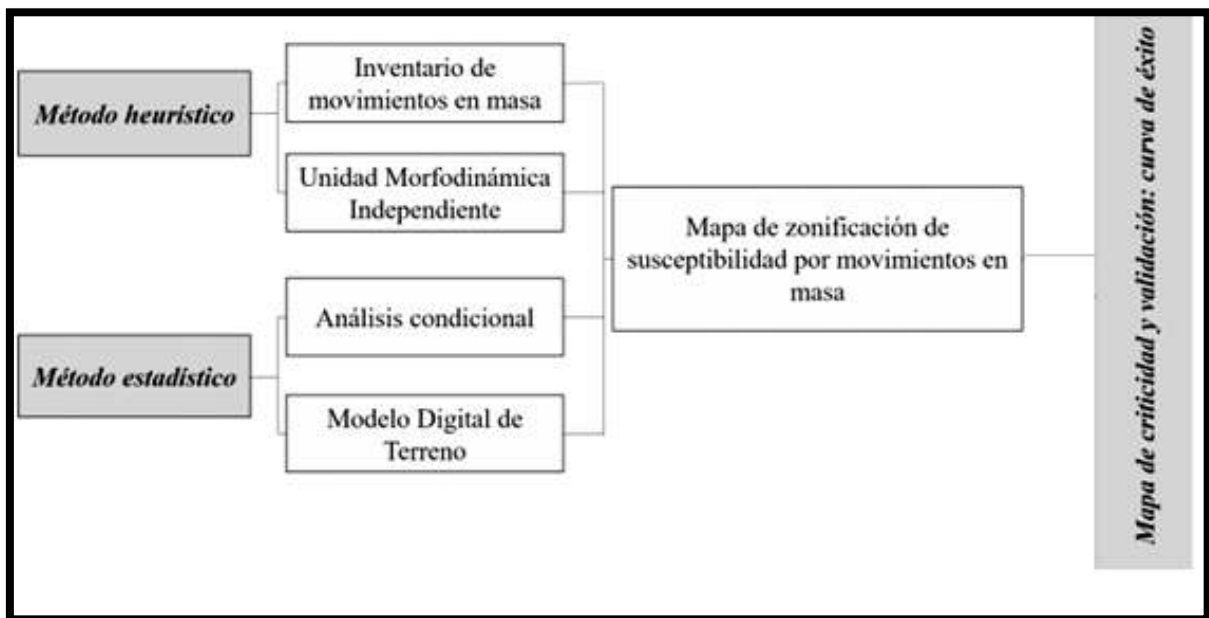 Método heurístico
Inventario de
movimientos en masa
Unidad Morfodinámica
Independiente
Método estadístico
Análisis condicional
Modelo Digital de
Terreno
Mapa de zonificación de
susceptibilidad por movimientos en
masa
Mapa de criticidad y validación: curva de éxito